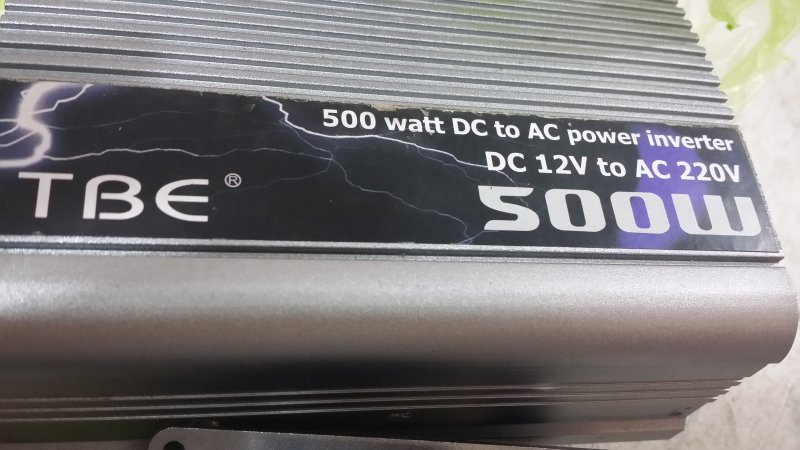 500 watt DC to AC power inverter
DC 12V to AC 220V
TBE®
500W